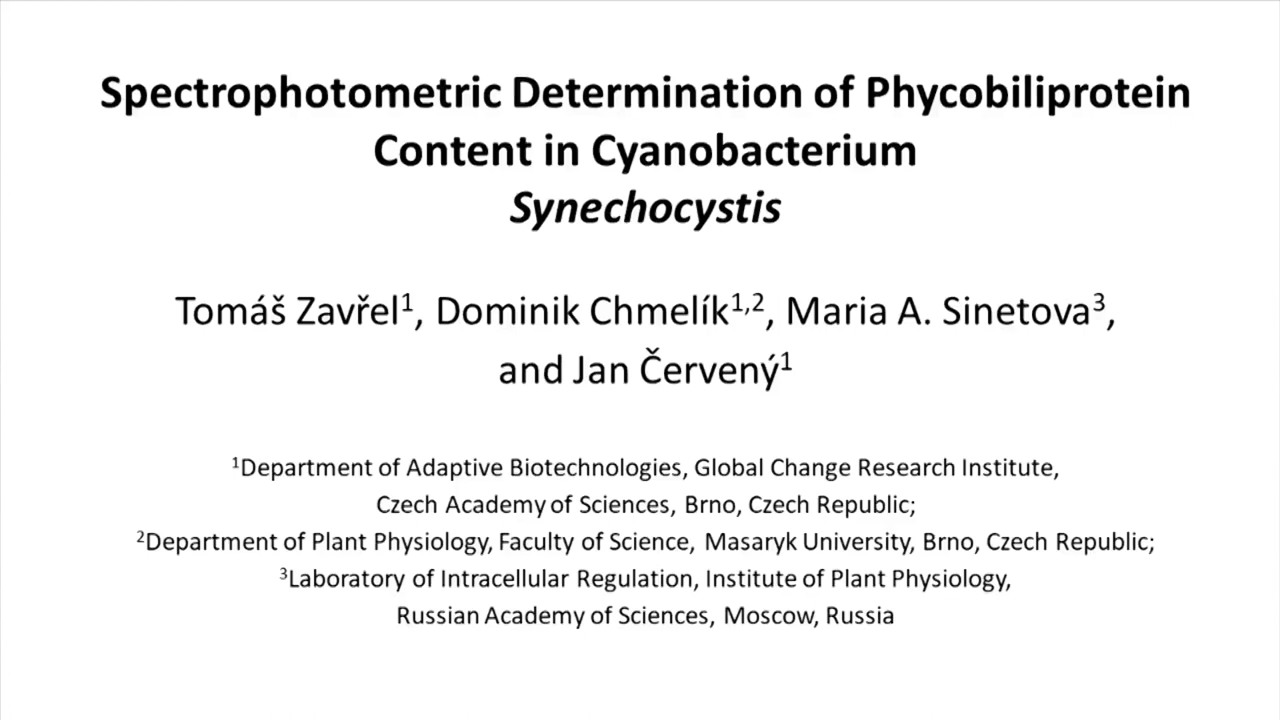 Spectrophotometric Determination of Phycobiliprotein
Content in Cyanobacterium
Synechocystis
Tomáš Zavřel¹, Dominik Chmelík¹,², Maria A. Sinetova³,
and Jan Červený¹
¹Department of Adaptive Biotechnologies, Global Change Research Institute,
Czech Academy of Sciences, Brno, Czech Republic;
²Department of Plant Physiology, Faculty of Science, Masaryk University, Brno, Czech Republic;
³Laboratory of Intracellular Regulation, Institute of Plant Physiology,
Russian Academy of Sciences, Moscow, Russia